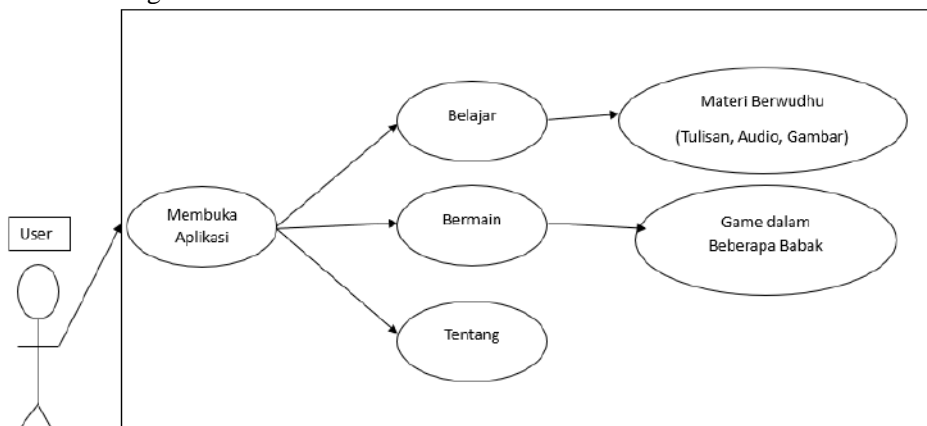 Belajar
Materi Berwudhu
(Tulisan, Audio, Gambar)
User
Membuka
Aplikasi
Bermain
Game dalam
Beberapa Babak
Tentang